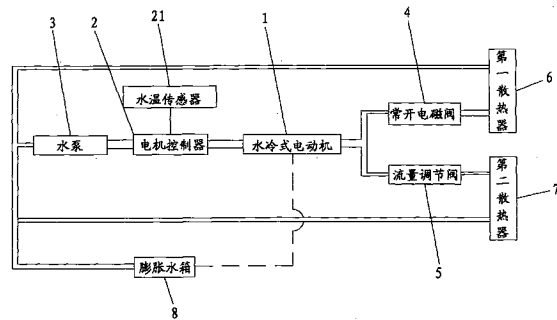 3
2
21
1
4
第一散热器
6
水温传感器
常开电磁阀
水泵
电机控制器
水冷式电动机
流量调节阀
第二散热器
7
5
膨胀水箱
8